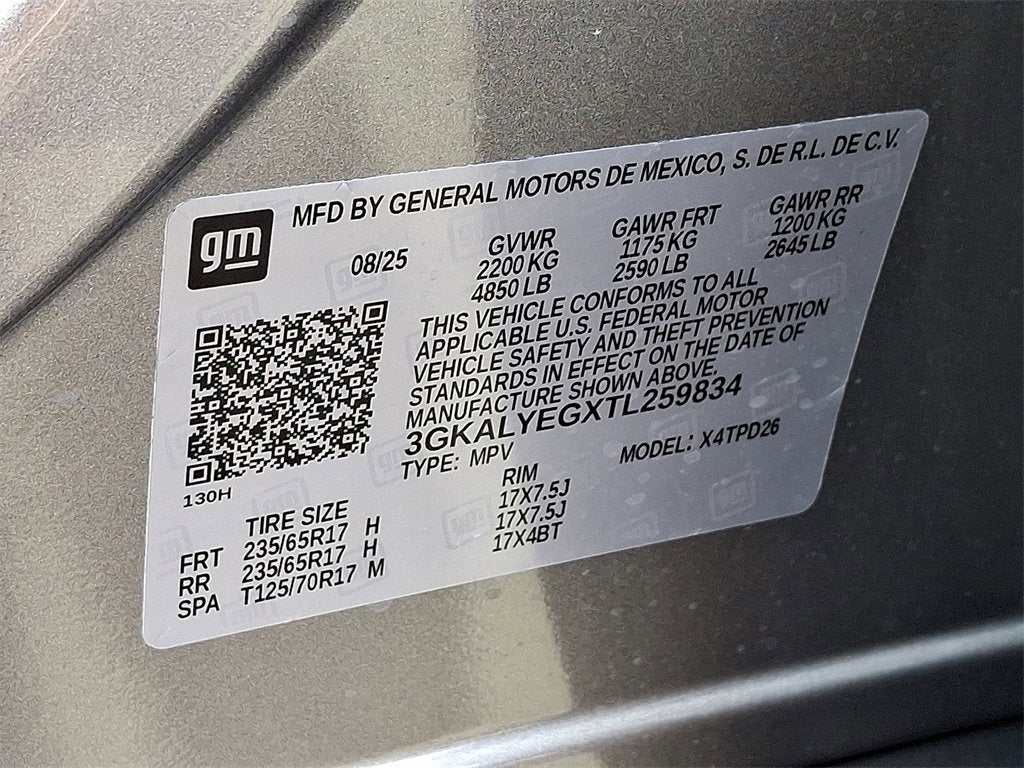 MFD BY GENERAL MOTORS DE MEXICO, S. DE R.L. DE C.V.
gm
08/25 GVWR GAWR FRT GAWR RR
2200 KG 1175 KG 1200 KG
4850 LB 2590 LB 2645 LB
THIS VEHICLE CONFORMS TO ALL
APPLICABLE U.S. FEDERAL MOTOR
VEHICLE SAFETY AND THEFT PREVENTION
STANDARDS IN EFFECT ON THE DATE OF
MANUFACTURE SHOWN ABOVE.
3GKALYEGXTL259834
TYPE: MPV MODEL: X4TPD26
130H
TIRE SIZE RIM
FRT 235/65R17 H 17X7.5J
RR 235/65R17 H 17X7.5J
SPA T125/70R17 M 17X4BT